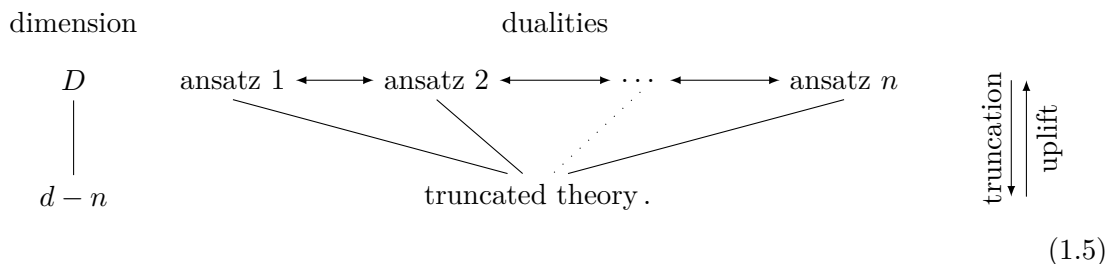 dimension dualities
D ansatz 1 ansatz 2 · · · ansatz n
truncation
uplift
d − n truncated theory .
(1.5)